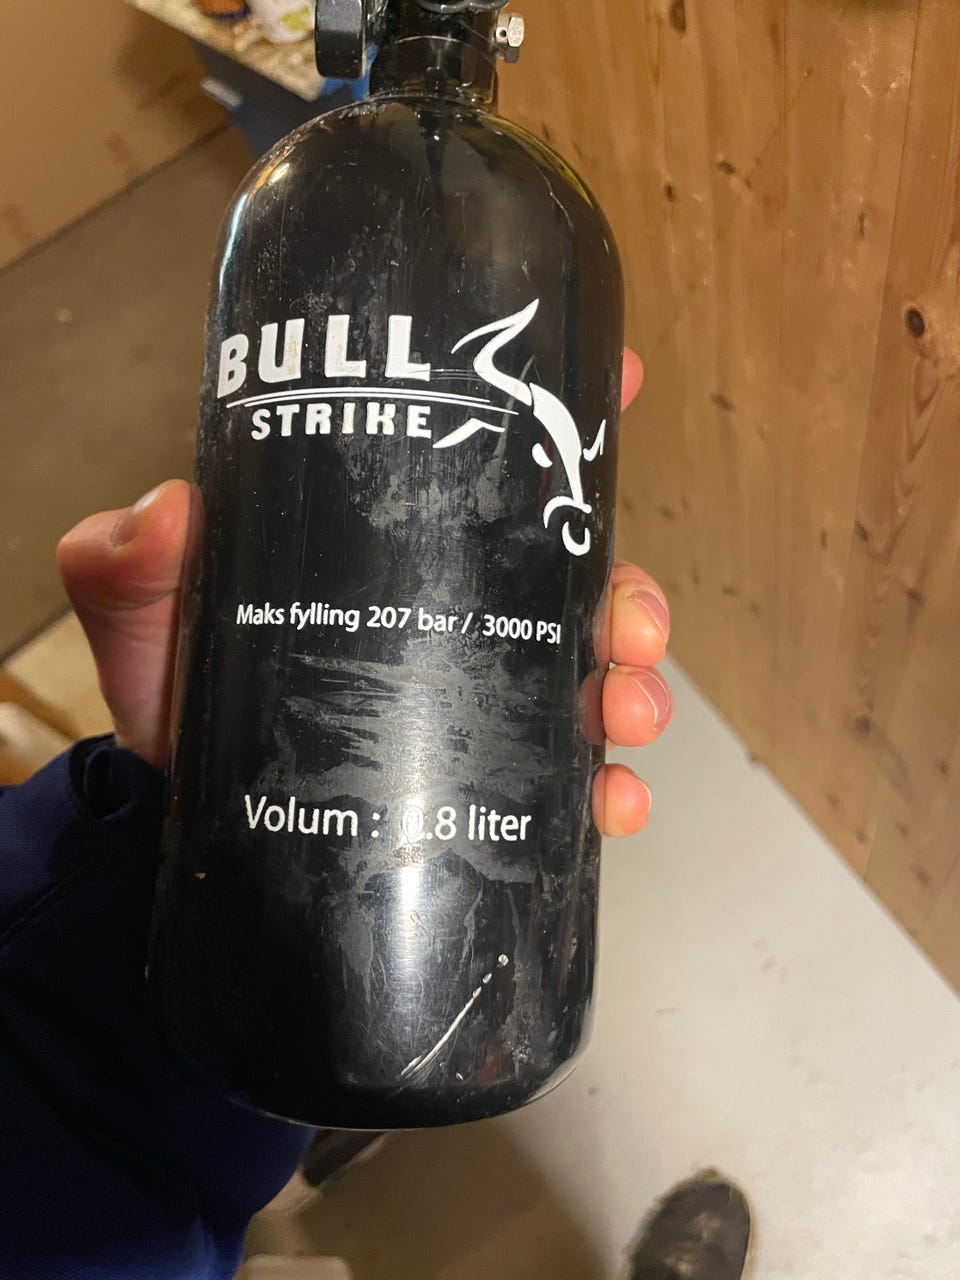 BULL
STRIKE
Maks fylling 207 bar / 3000 PSI
Volum : 0.8 liter